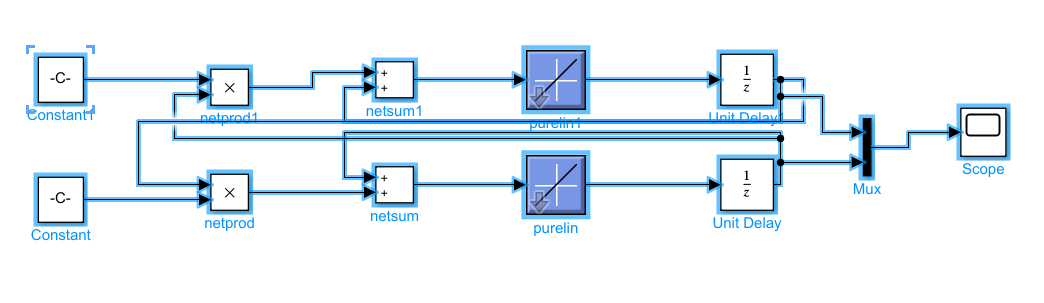 -C-
Constant1
×
netprod1
+
+
netsum1
purelin1
1
z
Unit Delay1
-C-
Constant
×
netprod
+
+
netsum
purelin
1
z
Unit Delay
Mux
Scope